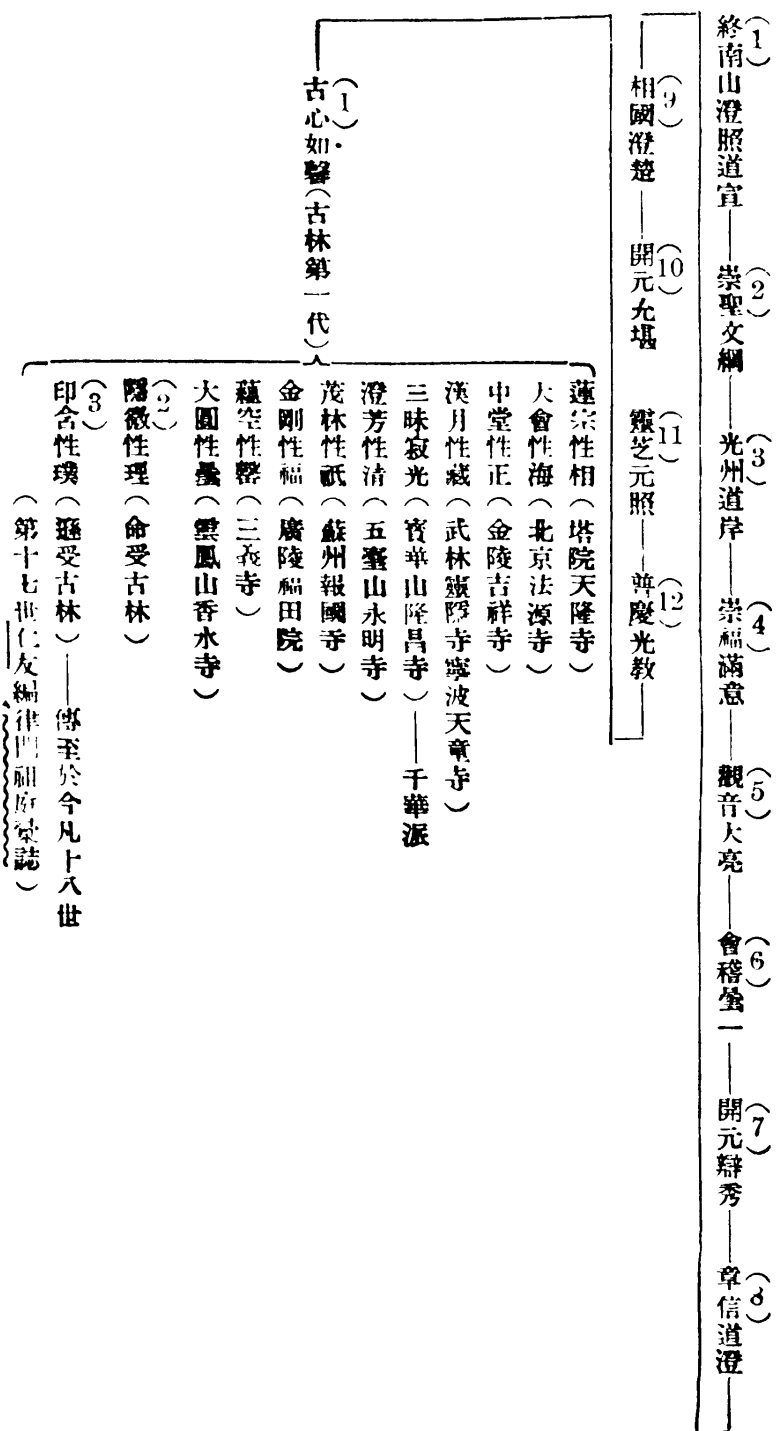 (1)終南山澄照道宣——(2)崇聖文綱——(3)光州道岸——(4)崇福滿意——(5)觀音大亮——(6)會稽曇一——(7)開元辯秀——(8)章信道澄
(9)相國澄楚——(10)開元允堪 (11)靈芝元照——(12)普慶光教
(1)古心如馨(古林第一代)
蓮宗性相(塔院天隆寺)
大會性海(北京法源寺)
中堂性正(金陵吉祥寺)
漢月性藏(武林靈隱寺寧波天童寺)
三昧寂光(寶華山隆昌寺)——千華派
澄芳性清(五臺山永明寺)
茂林性祇(蘇州報國寺)
金剛性福(廣陵福田院)
蘊空性(三義寺)
大圓性曇(雲鳳山香水寺)
(2)隱微性理(命受古林)
(3)印含性璞(遜受古林)——傳至於今凡十八世
(第十七世仁友編律門祖庭彙誌)